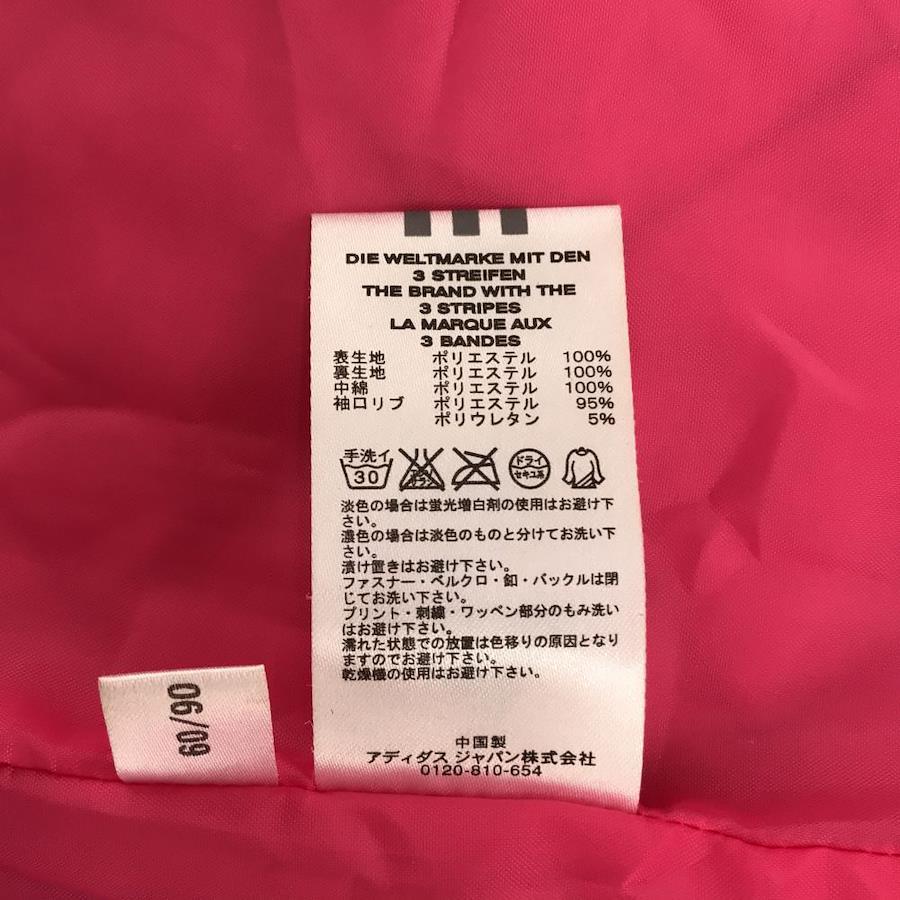 DIE WELTMARKE MIT DEN
3 STREIFEN
THE BRAND WITH THE
3 STRIPES
LA MARQUE AUX
3 BANDES
表生地 ポリエステル 100%
裏生地 ポリエステル 100%
中綿 ポリエステル 100%
袖口リブ ポリエステル 95%
ポリウレタン 5%
手洗イ
30
ドライ
セキユ系
淡色の場合は蛍光増白剤の使用はお避け下
さい。
濃色の場合は淡色のものと分けてお洗い下
さい。
漬け置きはお避け下さい。
ファスナー・ベルクロ・釦・バックルは閉
じてお洗い下さい。
プリント・刺繍・ワッペン部分のもみ洗い
はお避け下さい。
濡れた状態での放置は色移りの原因となり
ますのでお避け下さい。
乾燥機の使用はお避け下さい。
中国製
アディダス ジャパン株式会社
0120-810-654
60/90